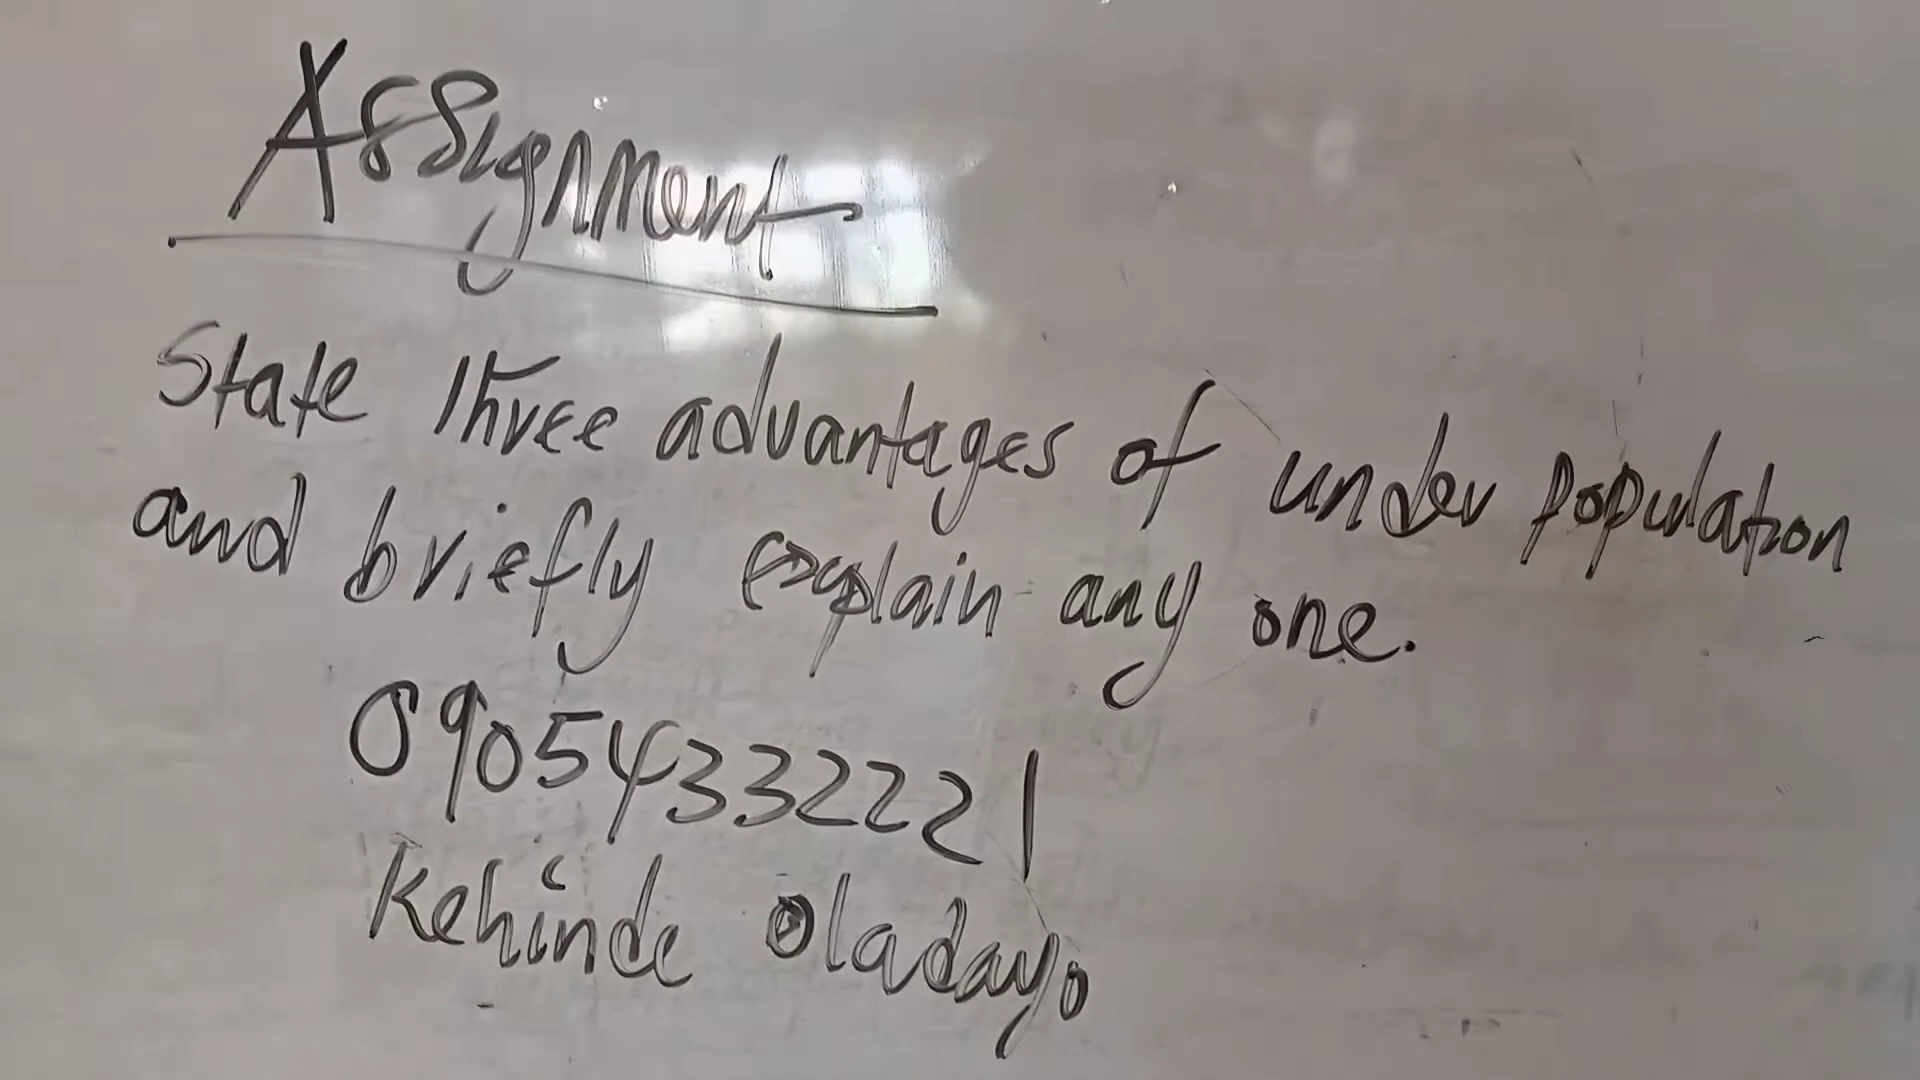 Assignment
State three advantages of under population
and briefly explain any one.
09054332221
Kehinde Oladayo